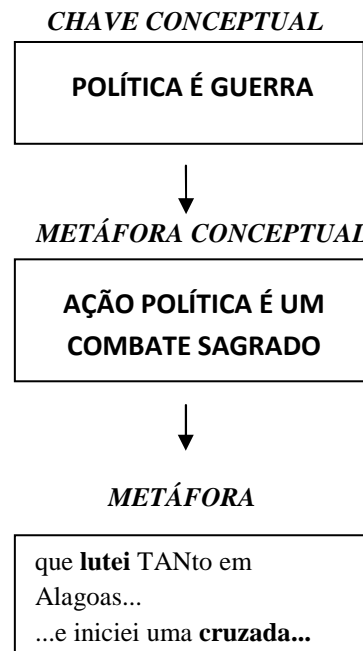 CHAVE CONCEPTUAL
POLÍTICA É GUERRA
METÁFORA CONCEPTUAL
AÇÃO POLÍTICA É UM
COMBATE SAGRADO
METÁFORA
que lutei TANto em
Alagoas...
...e iniciei uma cruzada...